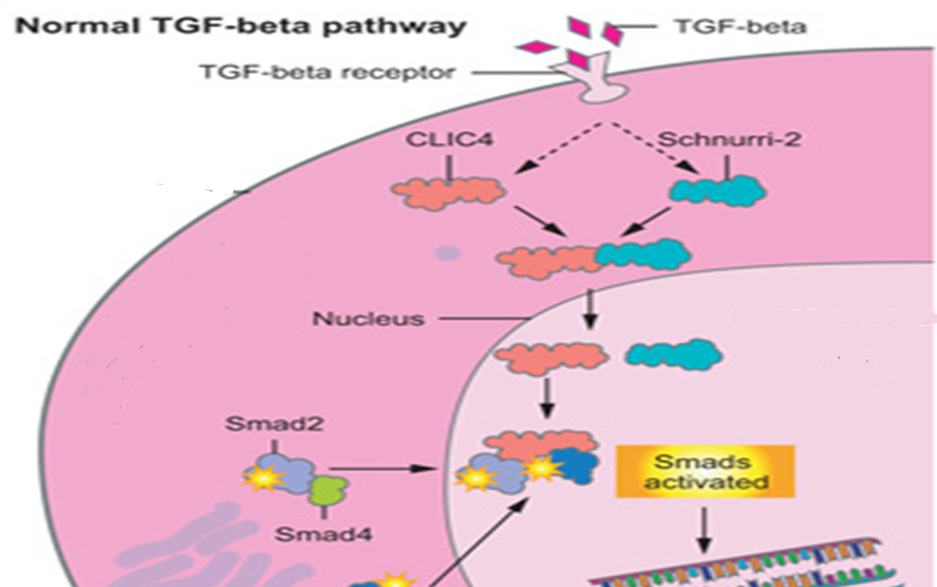 Normal TGF-beta pathway
TGF-beta
TGF-beta receptor
CLIC4
Schnurri-2
Nucleus
Smad2
Smad4
Smads
activated